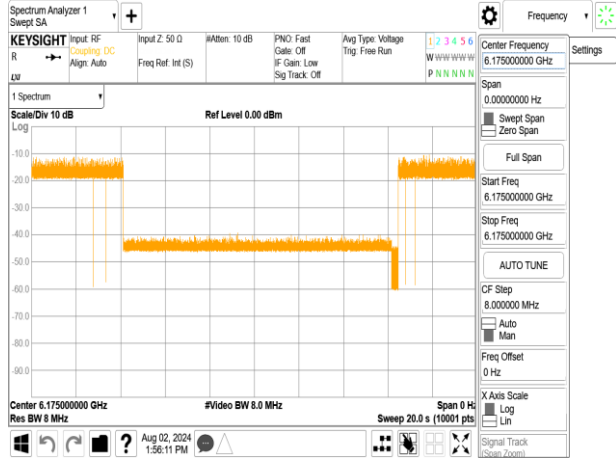 Spectrum Analyzer 1
Swept SA
+
Frequency
KEYSIGHT
Input: RF
Coupling: DC
Align: Auto
Input Z: 50 Ω
Freq Ref: Int (S)
#Atten: 10 dB
PNO: Fast
Gate: Off
IF Gain: Low
Sig Track: Off
Avg Type: Voltage
Trig: Free Run
1 2 3 4 5 6
W W W W W W
P N N N N N
R
LXI
1 Spectrum
Scale/Div 10 dB
Ref Level 0.00 dBm
Log
-10.0
-20.0
-30.0
-40.0
-50.0
-60.0
-70.0
-80.0
-90.0
Center 6.175000000 GHz
#Video BW 8.0 MHz
Span 0 Hz
Res BW 8 MHz
Sweep 20.0 s (10001 pts
Center Frequency
6.175000000 GHz
Span
0.00000000 Hz
Swept Span
Zero Span
Full Span
Start Freq
6.175000000 GHz
Stop Freq
6.175000000 GHz
AUTO TUNE
CF Step
8.000000 MHz
Auto
Man
Freq Offset
0 Hz
X Axis Scale
Log
Lin
Signal Track
(Span Zoom)
Settings
?
Aug 02, 2024
1:56:11 PM